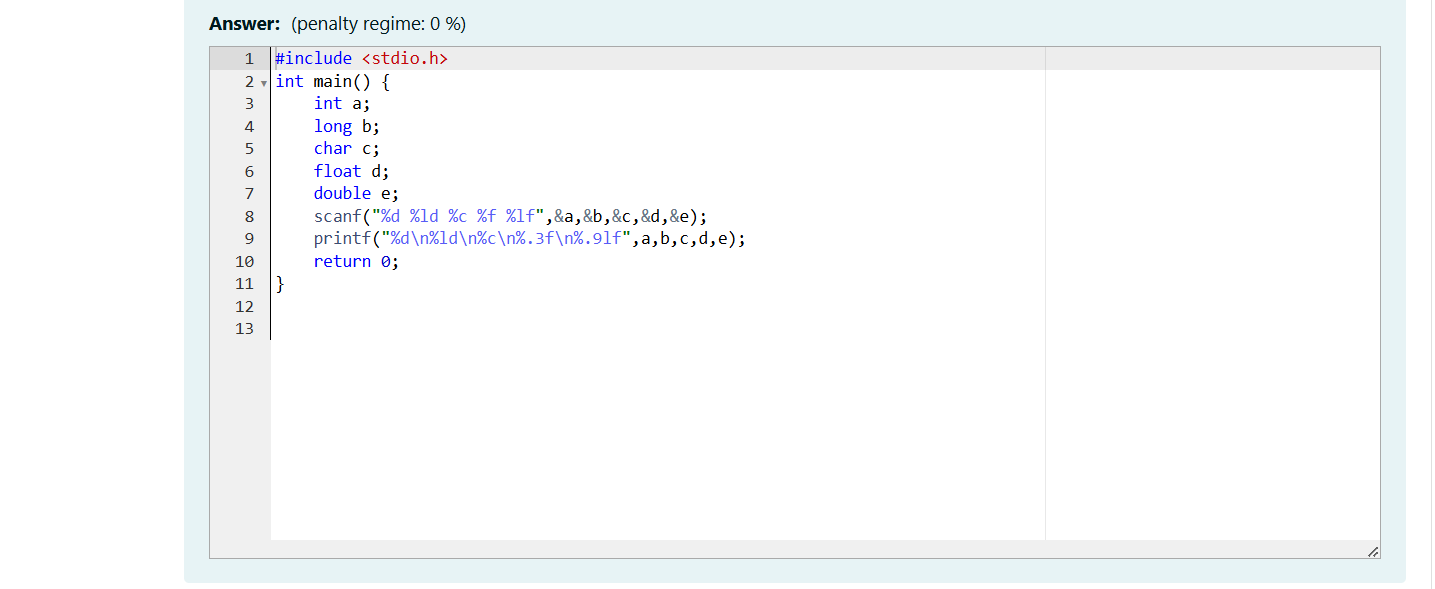 Answer: (penalty regime: 0 %)
1 #include <stdio.h>
2 int main() {
3 int a;
4 long b;
5 char c;
6 float d;
7 double e;
8 scanf("%d %ld %c %f %lf",&a,&b,&c,&d,&e);
9 printf("%d\n%ld\n%c\n%.3f\n%.9lf",a,b,c,d,e);
10 return 0;
11 }
12
13